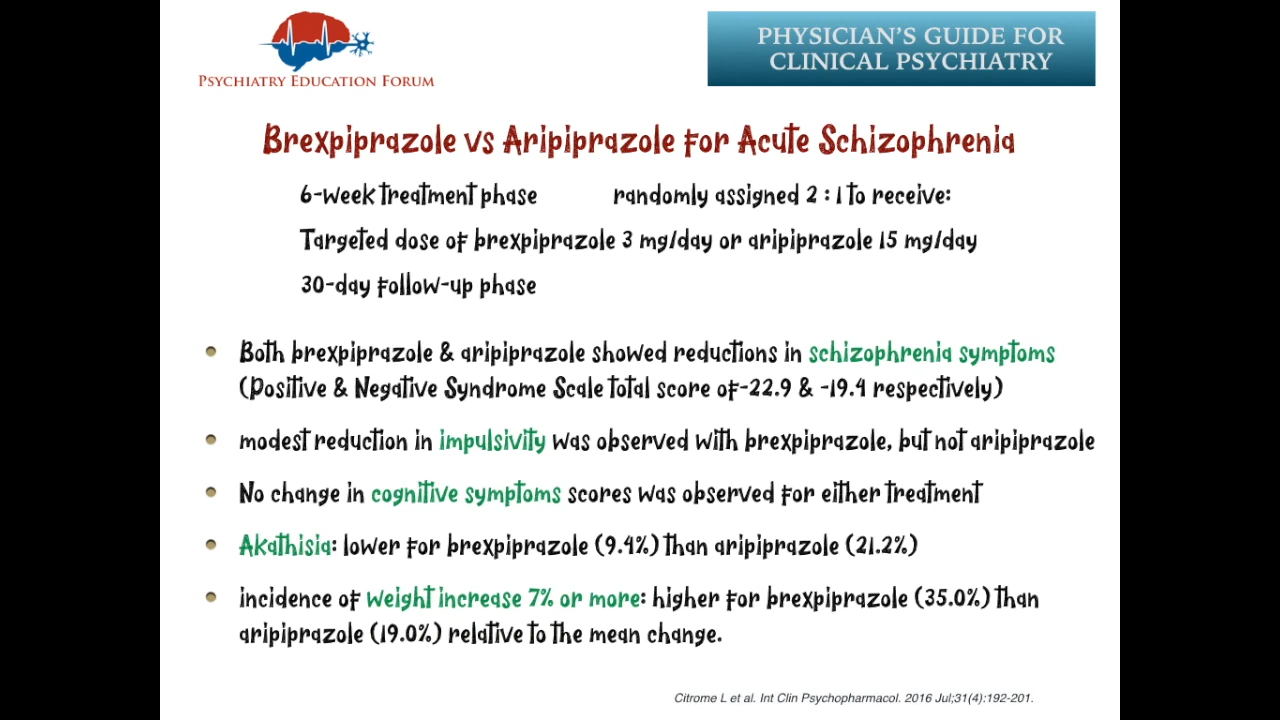 PSYCHIATRY EDUCATION FORUM
PHYSICIAN'S GUIDE FOR
CLINICAL PSYCHIATRY
Brexpiprazole vs Aripiprazole for Acute Schizophrenia
6-week treatment phase randomly assigned 2 : 1 to receive:
Targeted dose of brexpiprazole 3 mg/day or aripiprazole 15 mg/day
30-day follow-up phase
Both brexpiprazole & aripiprazole showed reductions in schizophrenia symptoms
(Positive & Negative Syndrome Scale total score of-22.9 & -19.4 respectively)
modest reduction in impulsivity was observed with brexpiprazole, but not aripiprazole
No change in cognitive symptoms scores was observed for either treatment
Akathisia: lower for brexpiprazole (9.4%) than aripiprazole (21.2%)
incidence of weight increase 7% or more: higher for brexpiprazole (35.0%) than
aripiprazole (19.0%) relative to the mean change.
Citrome L et al. Int Clin Psychopharmacol. 2016 Jul;31(4):192-201.